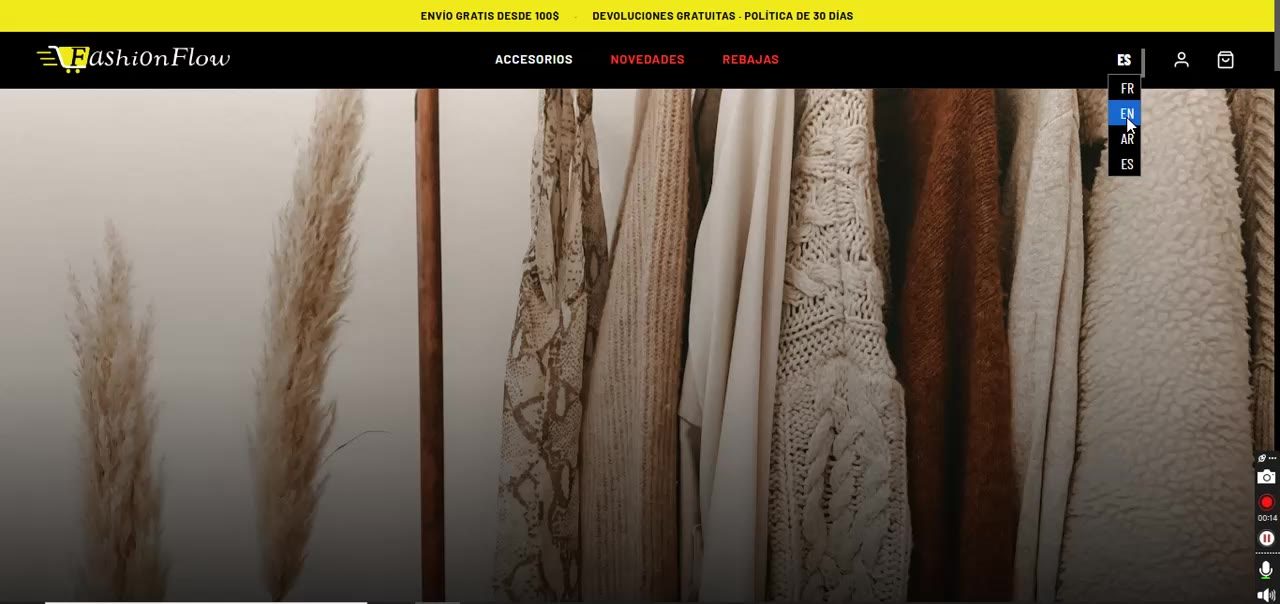 ENVÍO GRATIS DESDE 100$ · DEVOLUCIONES GRATUITAS · POLÍTICA DE 30 DÍAS
FashionFlow ACCESORIOS NOVEDADES REBAJAS ES
FR
EN
AR
ES
00:14